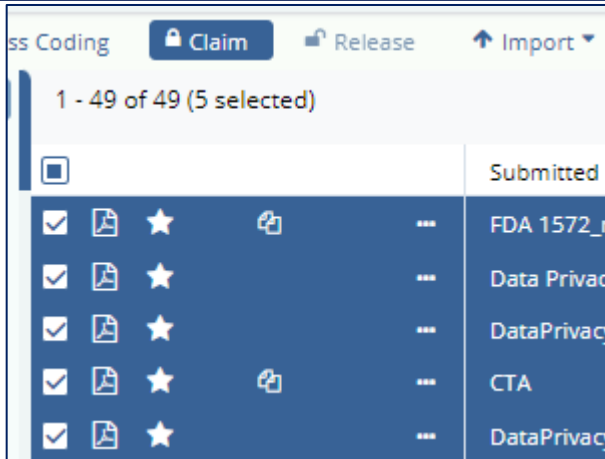 ss Coding Claim Release Import
1 - 49 of 49 (5 selected)
Submitted
FDA 1572_
Data Privac
DataPrivacy
CTA
DataPrivacy